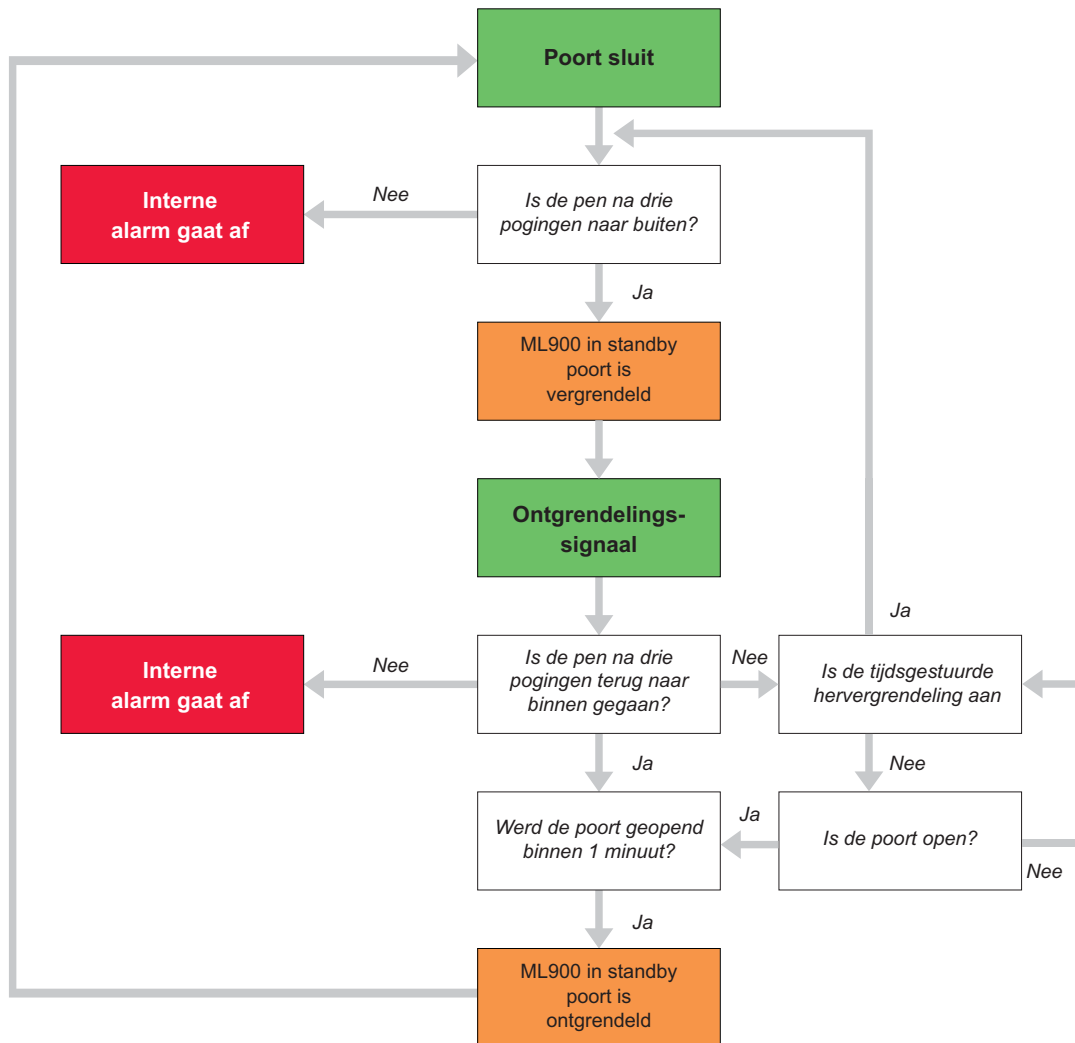 Poort sluit
Interne
alarm gaat af
Nee
Is de pen na drie
pogingen naar buiten?
Ja
ML900 in standby
poort is
vergrendeld
Ontgrendelings-
signaal
Ja
Interne
alarm gaat af
Nee
Is de pen na drie
pogingen terug naar
binnen gegaan?
Nee
Is de tijdsgestuurde
hervergrendeling aan
Ja
Nee
Werd de poort geopend
binnen 1 minuut?
Ja
Is de poort open?
Nee
Ja
ML900 in standby
poort is
ontgrendeld